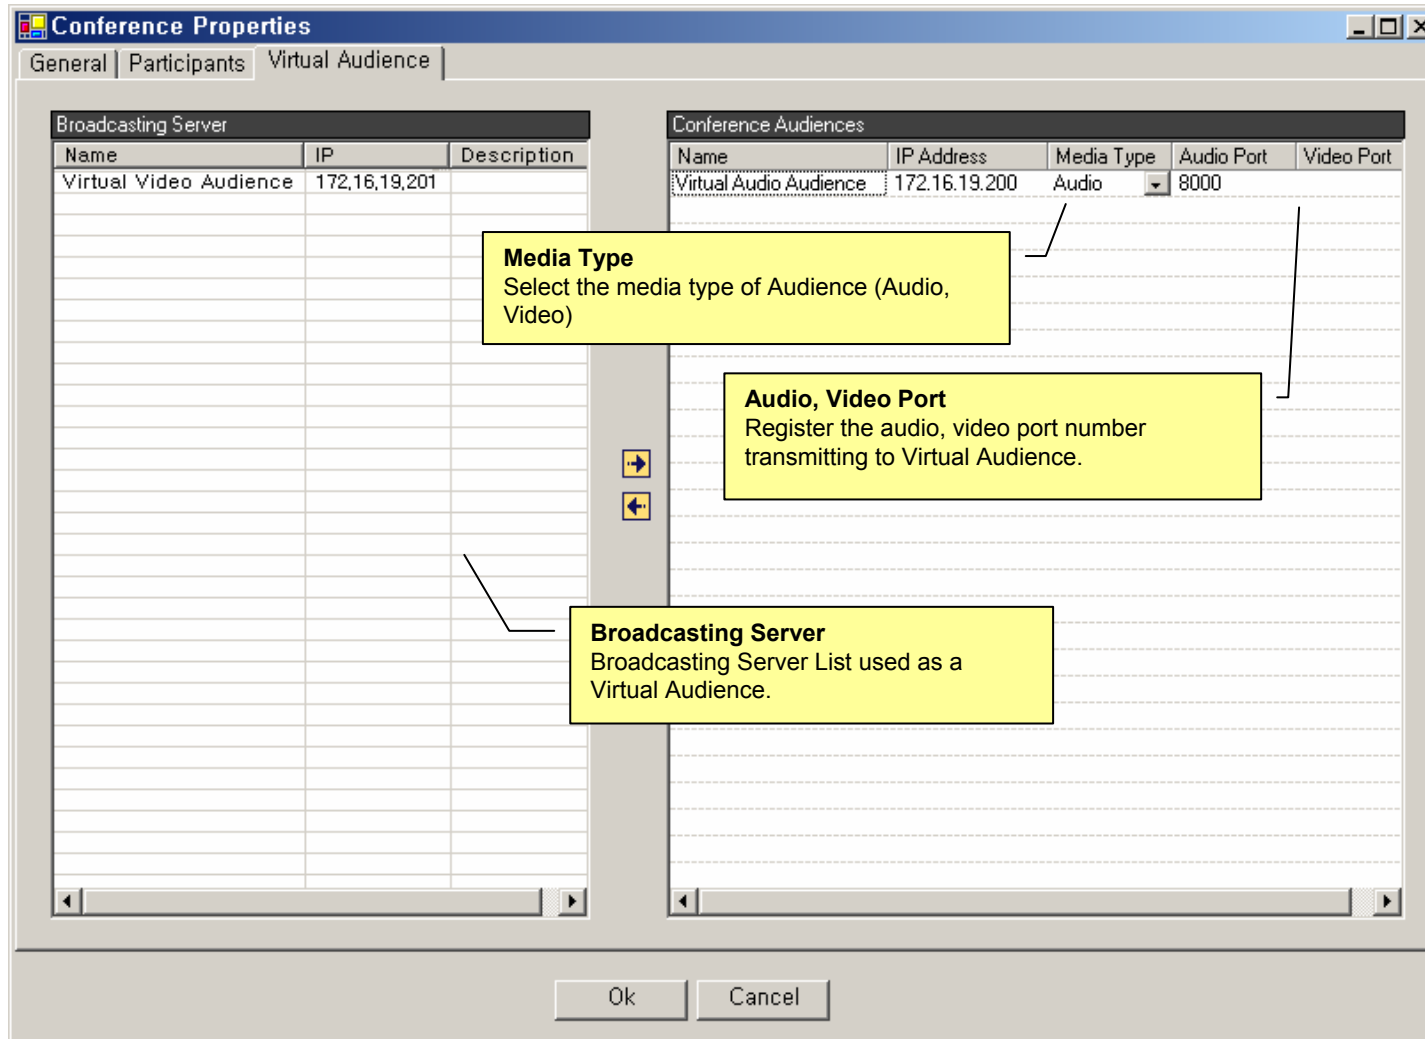 Conference Properties
General Participants Virtual Audience
Broadcasting Server
Name IP Description
Virtual Video Audience 172,16,19,201
Conference Audiences
Name IP Address Media Type Audio Port Video Port
Virtual Audio Audience 172.16.19.200 Audio 8000
Media Type
Select the media type of Audience (Audio,
Video)
Audio, Video Port
Register the audio, video port number
transmitting to Virtual Audience.
Broadcasting Server
Broadcasting Server List used as a
Virtual Audience.
Ok Cancel